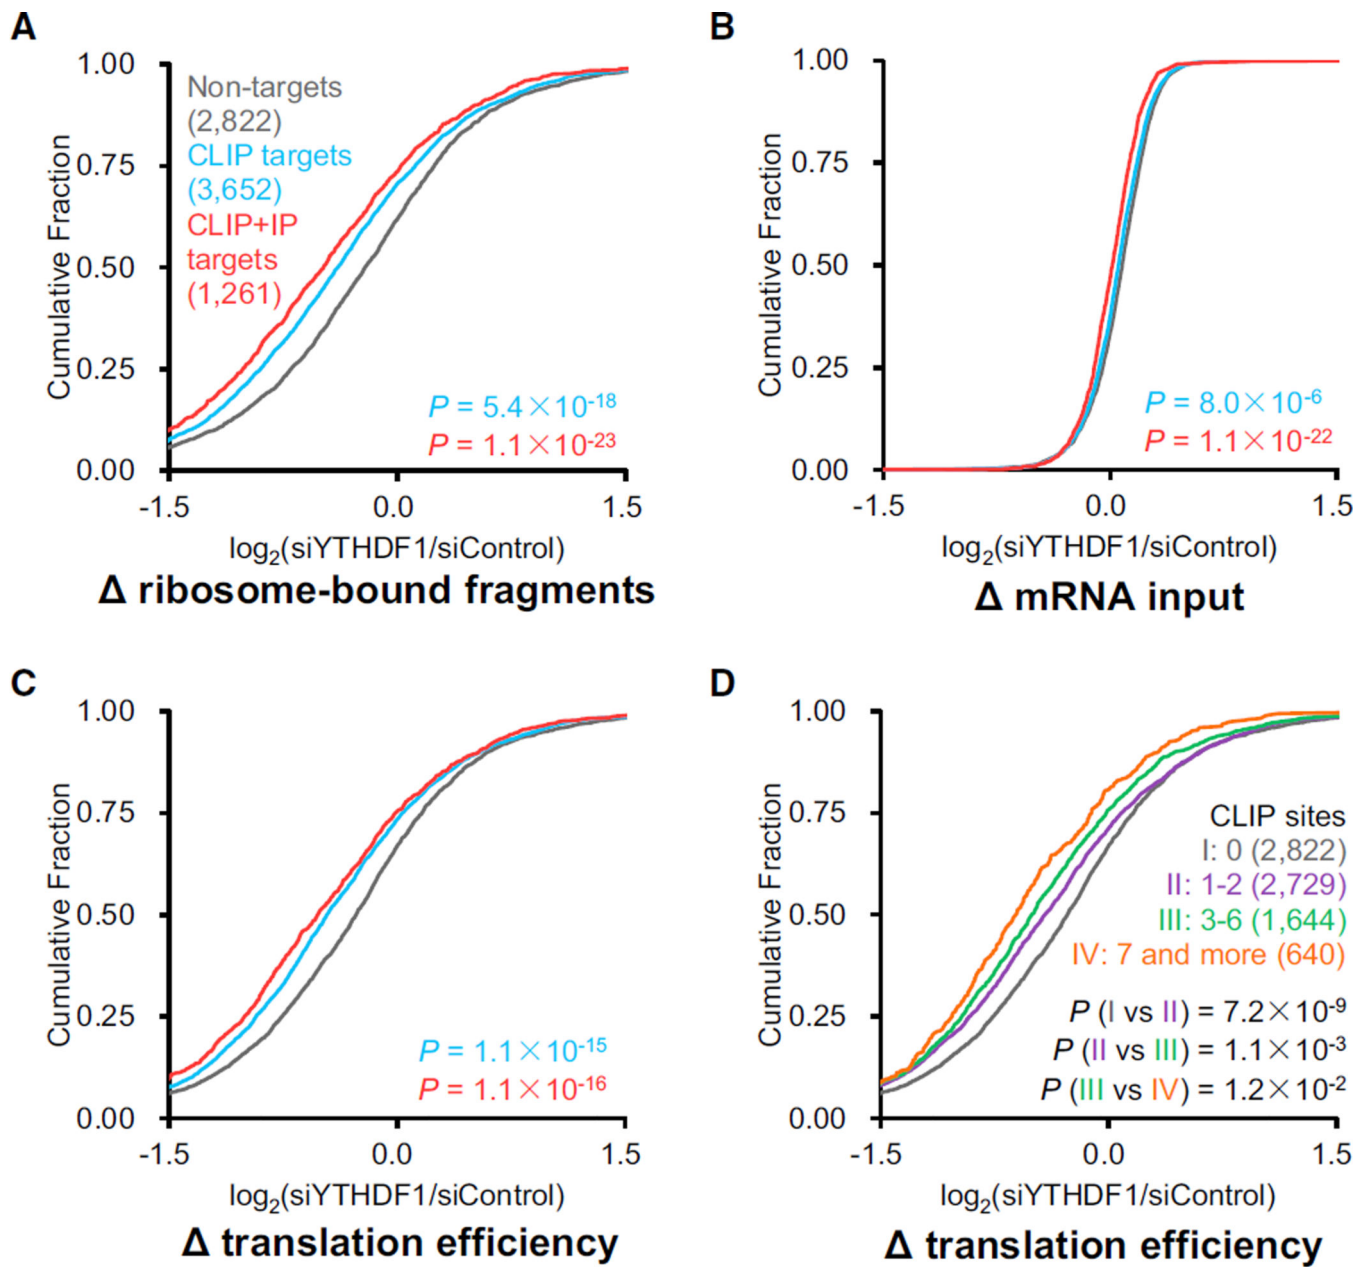 A
1.00
0.75
0.50
0.25
0.00
Cumulative Fraction
Non-targets
(2,822)
CLIP targets
(3,652)
CLIP+IP
targets
(1,261)
P = 5.4×10-18
P = 1.1×10-23
-1.5 0.0 1.5
log2(siYTHDF1/siControl)
Δ ribosome-bound fragments
B
1.00
0.75
0.50
0.25
0.00
Cumulative Fraction
P = 8.0×10-6
P = 1.1×10-22
-1.5 0.0 1.5
log2(siYTHDF1/siControl)
Δ mRNA input
C
1.00
0.75
0.50
0.25
0.00
Cumulative Fraction
P = 1.1×10-15
P = 1.1×10-16
-1.5 0.0 1.5
log2(siYTHDF1/siControl)
Δ translation efficiency
D
1.00
0.75
0.50
0.25
0.00
Cumulative Fraction
CLIP sites
I: 0 (2,822)
II: 1-2 (2,729)
III: 3-6 (1,644)
IV: 7 and more (640)
P (I vs II) = 7.2×10-9
P (II vs III) = 1.1×10-3
P (III vs IV) = 1.2×10-2
-1.5 0.0 1.5
log2(siYTHDF1/siControl)
Δ translation efficiency